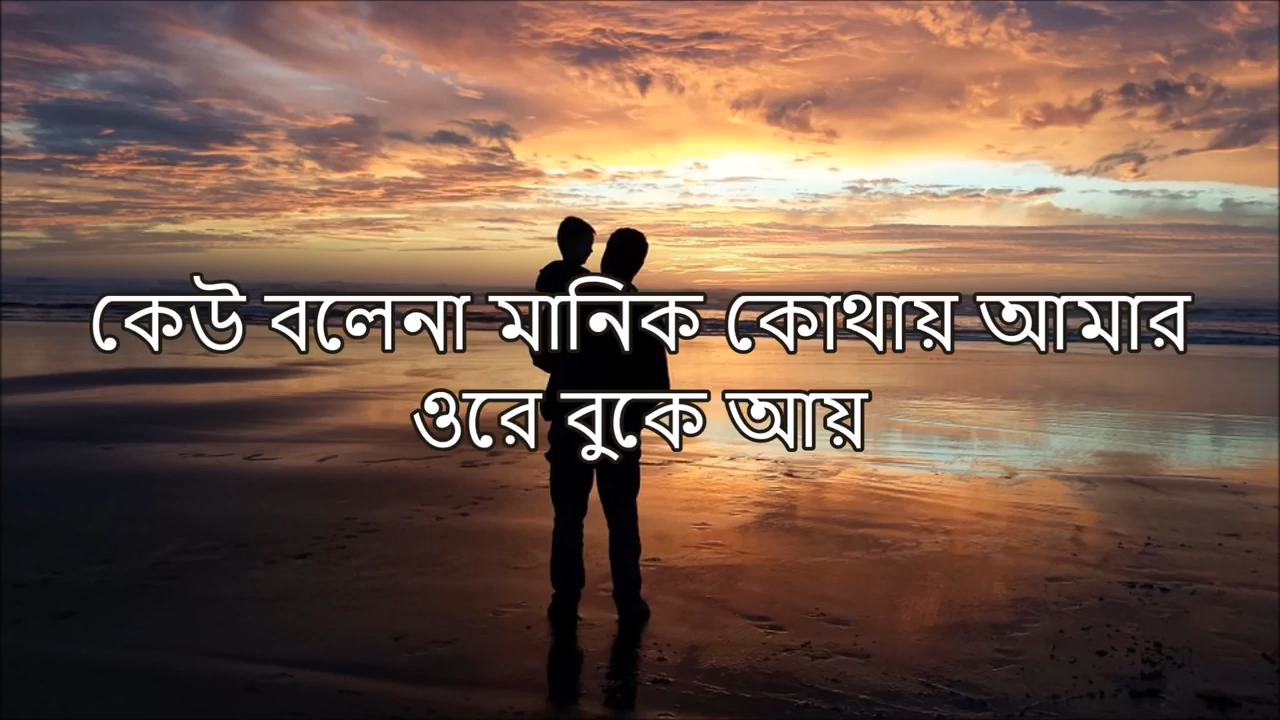 কেউ বলেনা মানিক কোথায় আমার
ওরে বুকে আয়